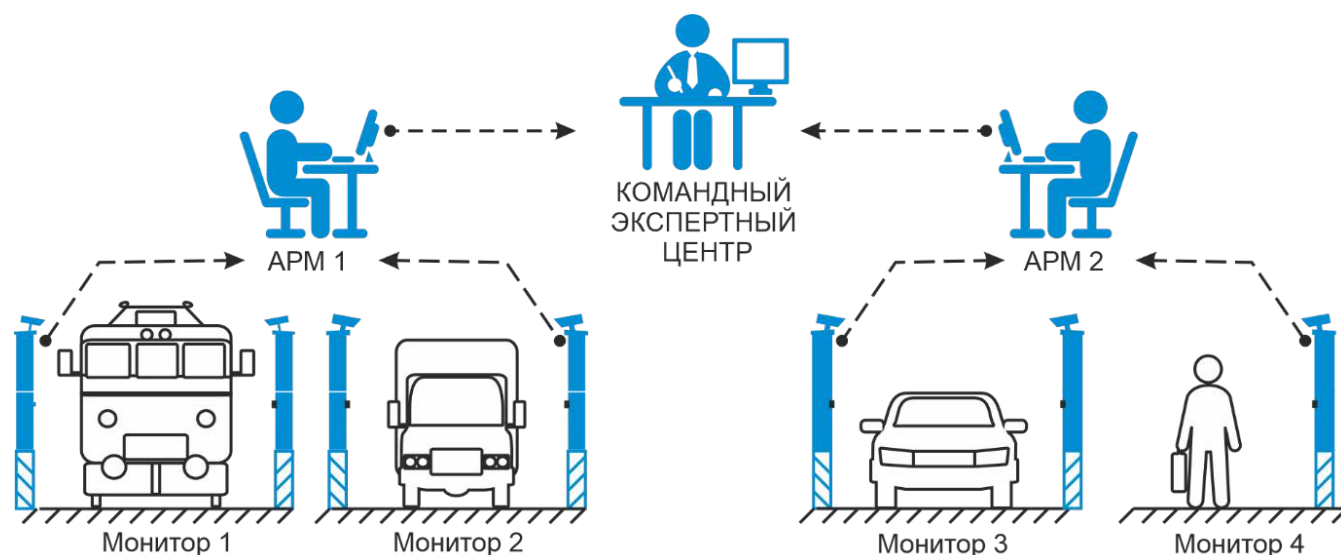 КОМАНДНЫЙ
ЭКСПЕРТНЫЙ
ЦЕНТР
АРМ 1
АРМ 2
Монитор 1
Монитор 2
Монитор 3
Монитор 4